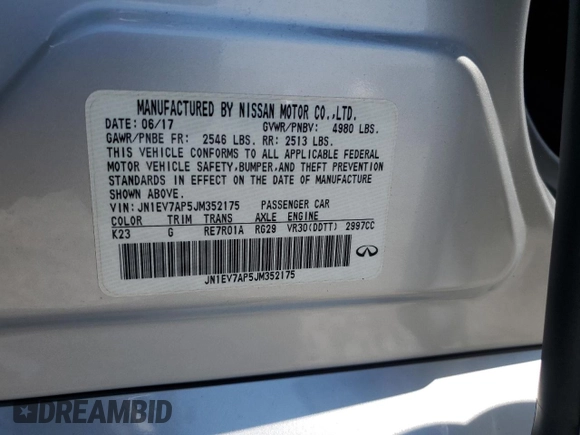 MANUFACTURED BY NISSAN MOTOR CO.,LTD.
DATE: 06/17 GVWR/PNBV: 4980 LBS.
GAWR/PNBE FR: 2546 LBS. RR: 2513 LBS.
THIS VEHICLE CONFORMS TO ALL APPLICABLE FEDERAL
MOTOR VEHICLE SAFETY,BUMPER,AND THEFT PREVENTION
STANDARDS IN EFFECT ON THE DATE OF MANUFACTURE
SHOWN ABOVE.
VIN: JN1EV7AP5JM352175 PASSENGER CAR
COLOR TRIM TRANS AXLE ENGINE
K23 G RE7R01A RG29 VR30(DDTT) 2997CC
JN1EV7AP5JM352175
DREAMBID